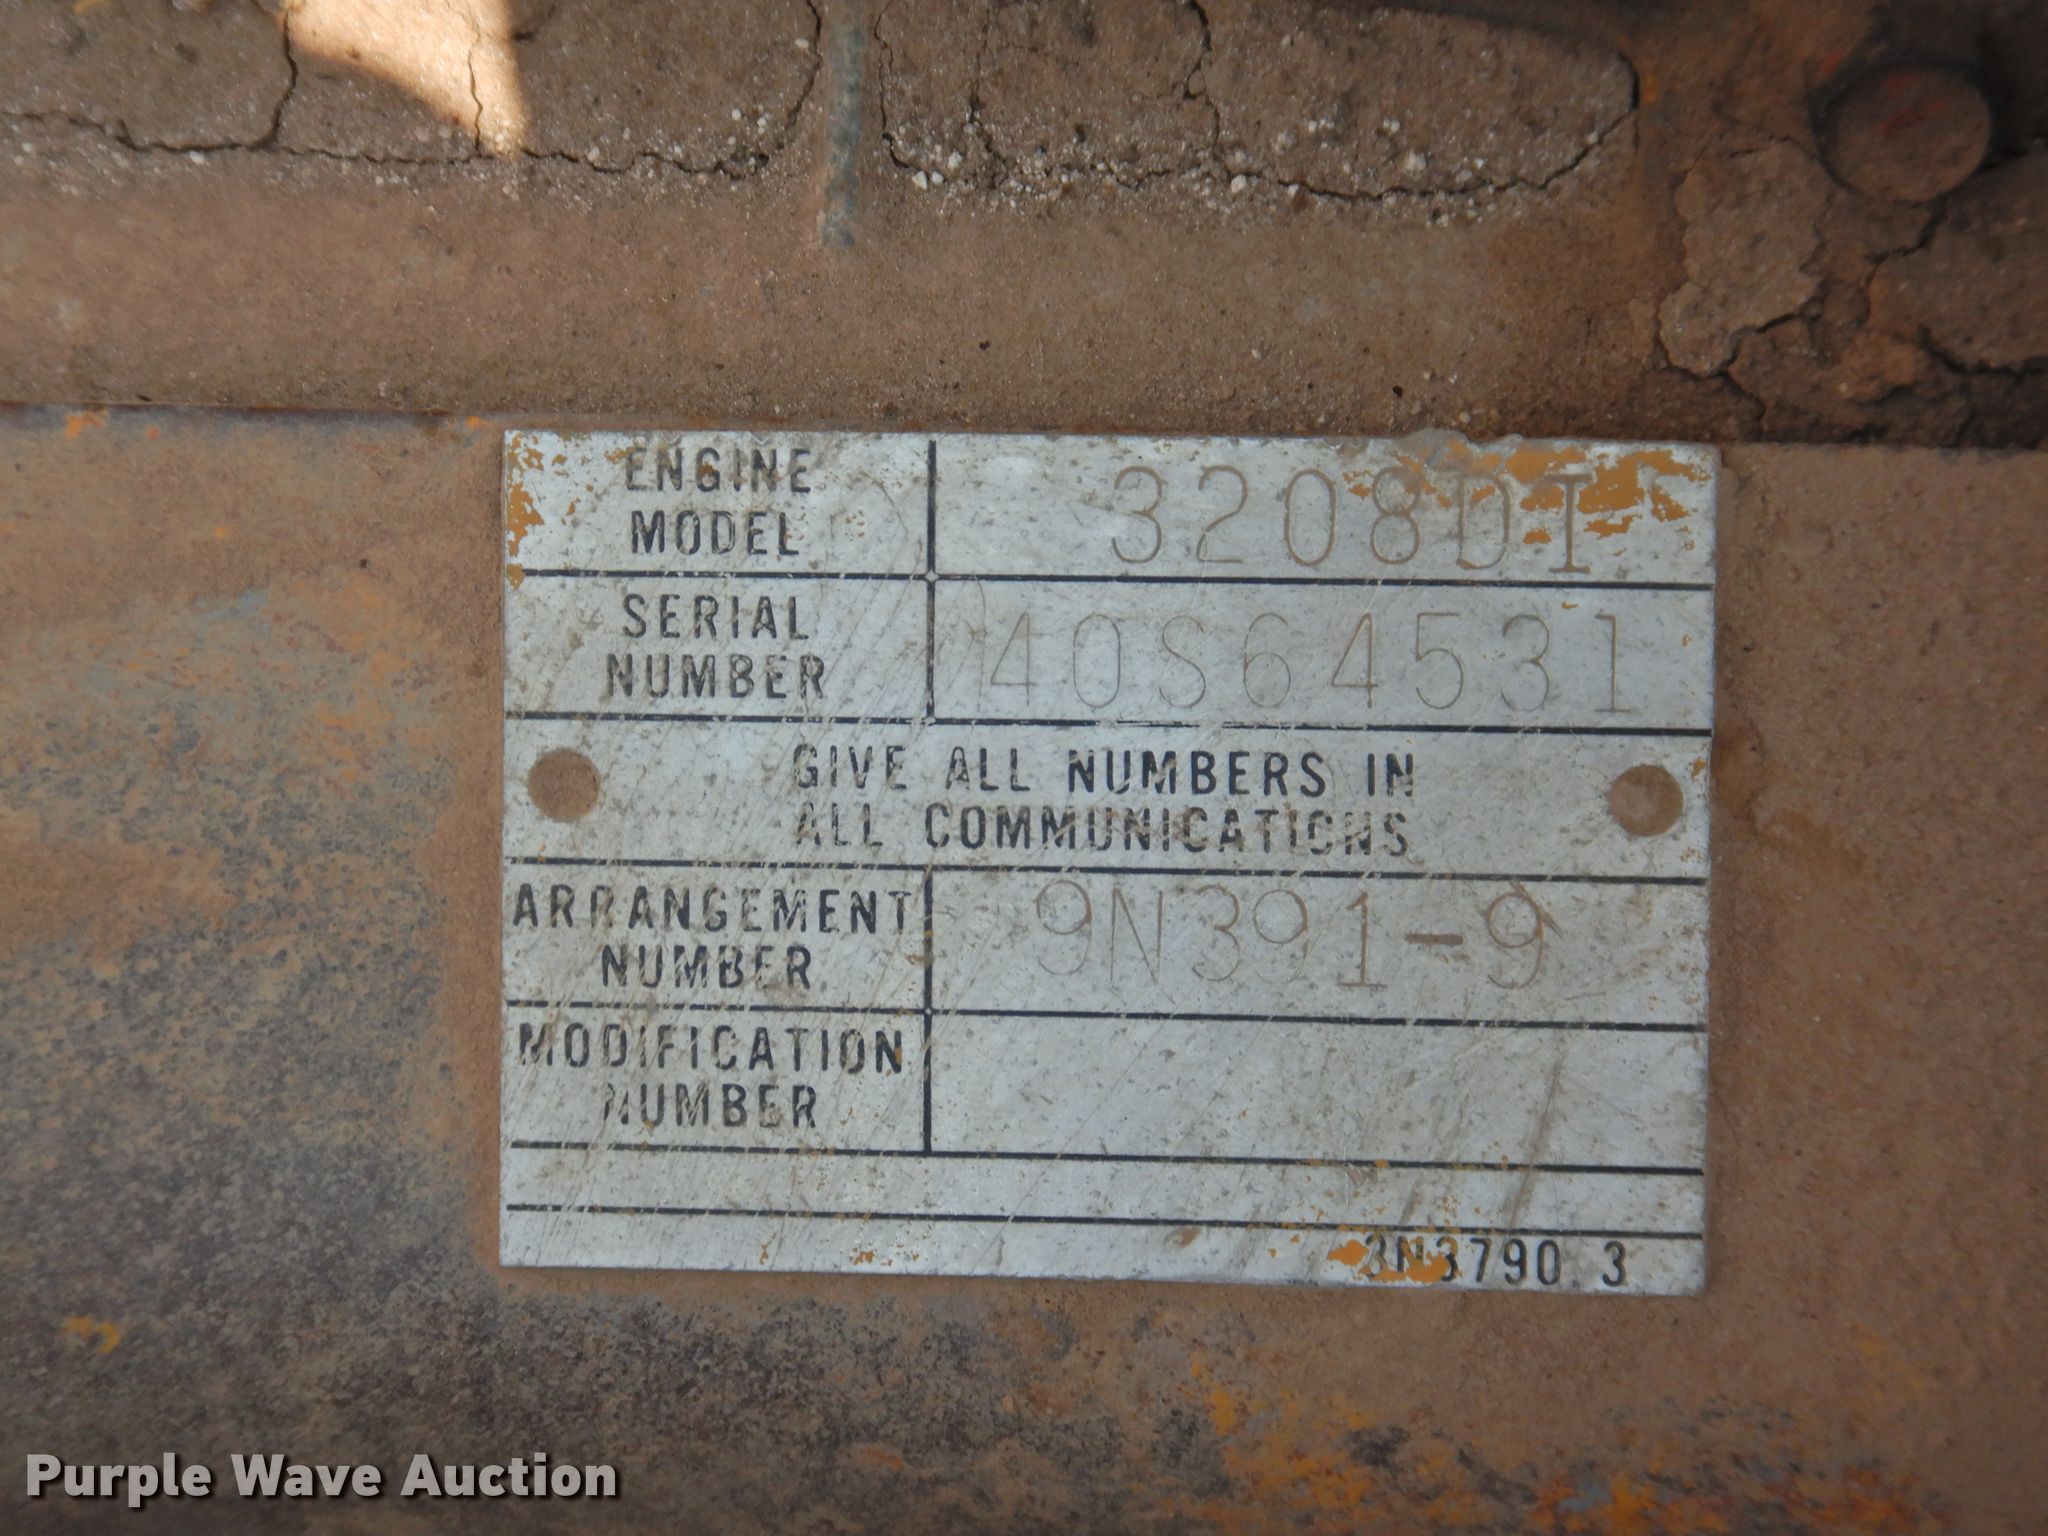 ENGINE
MODEL
3208DI
SERIAL
NUMBER
40S64531
GIVE ALL NUMBERS IN
ALL COMMUNICATIONS
ARRANGEMENT
NUMBER
9N391-9
MODIFICATION
NUMBER
3N3790 3
Purple Wave Auction